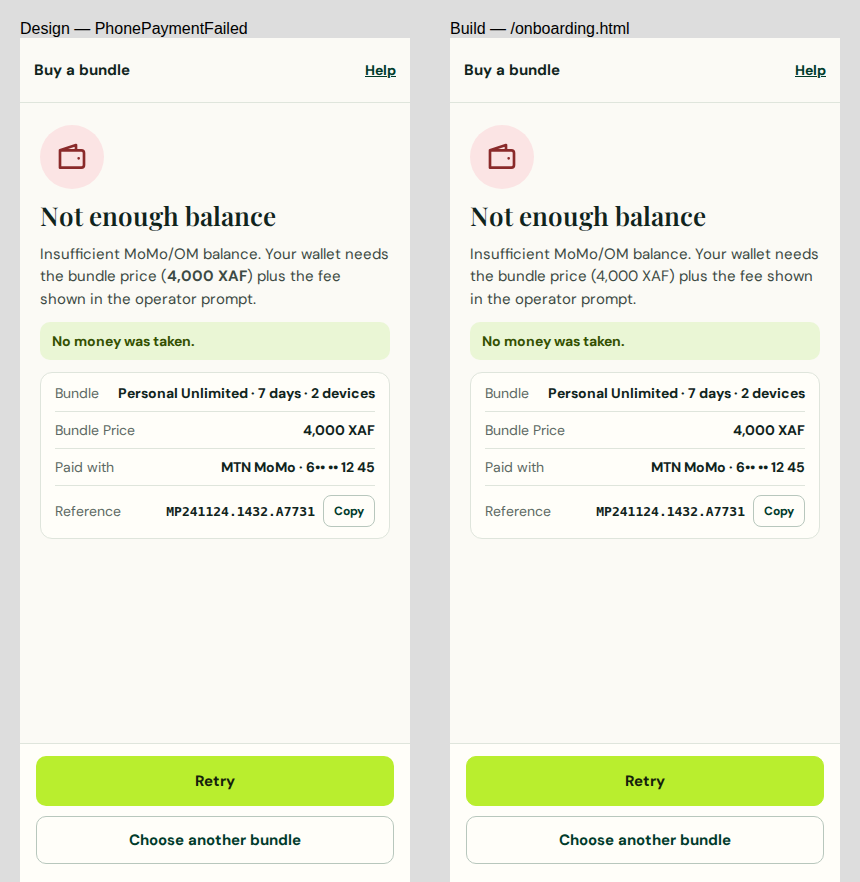 Design — PhonePaymentFailed
Buy a bundle Help
Not enough balance
Insufficient MoMo/OM balance. Your wallet needs
the bundle price (4,000 XAF) plus the fee
shown in the operator prompt.
No money was taken.
Bundle Personal Unlimited · 7 days · 2 devices
Bundle Price 4,000 XAF
Paid with MTN MoMo · 6•• •• 12 45
Reference MP241124.1432.A7731 Copy
Retry
Choose another bundle
Build — /onboarding.html
Buy a bundle Help
Not enough balance
Insufficient MoMo/OM balance. Your wallet needs
the bundle price (4,000 XAF) plus the fee shown
in the operator prompt.
No money was taken.
Bundle Personal Unlimited · 7 days · 2 devices
Bundle Price 4,000 XAF
Paid with MTN MoMo · 6•• •• 12 45
Reference MP241124.1432.A7731 Copy
Retry
Choose another bundle